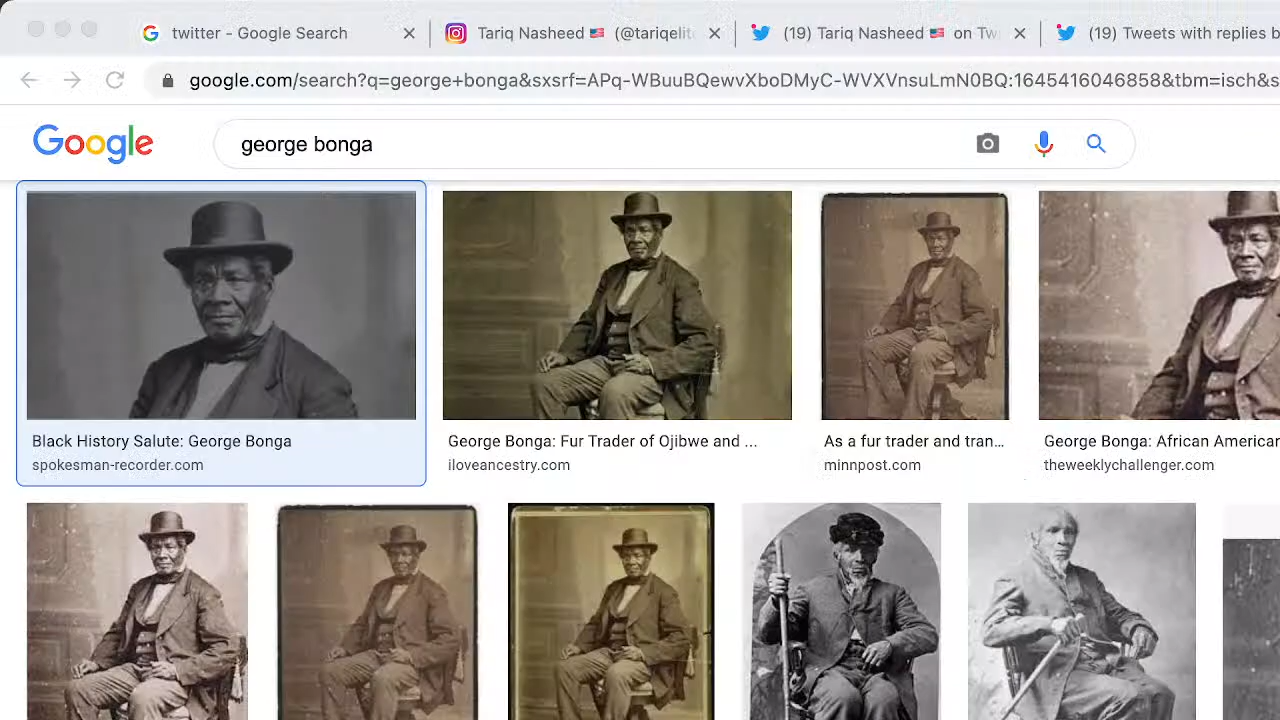 twitter - Google Search
Tariq Nasheed 🇺🇸 (@tariqelite
(19) Tariq Nasheed 🇺🇸 on Tw
(19) Tweets with replies b
google.com/search?q=george+bonga&sxsrf=APq-WBuuBQewvXboDMyC-WVXVnsuLmN0BQ:1645416046858&tbm=isch&s
Google
george bonga
Black History Salute: George Bonga
spokesman-recorder.com
George Bonga: Fur Trader of Ojibwe and ...
iloveancestry.com
As a fur trader and tran...
minnpost.com
George Bonga: African American
theweeklychallenger.com